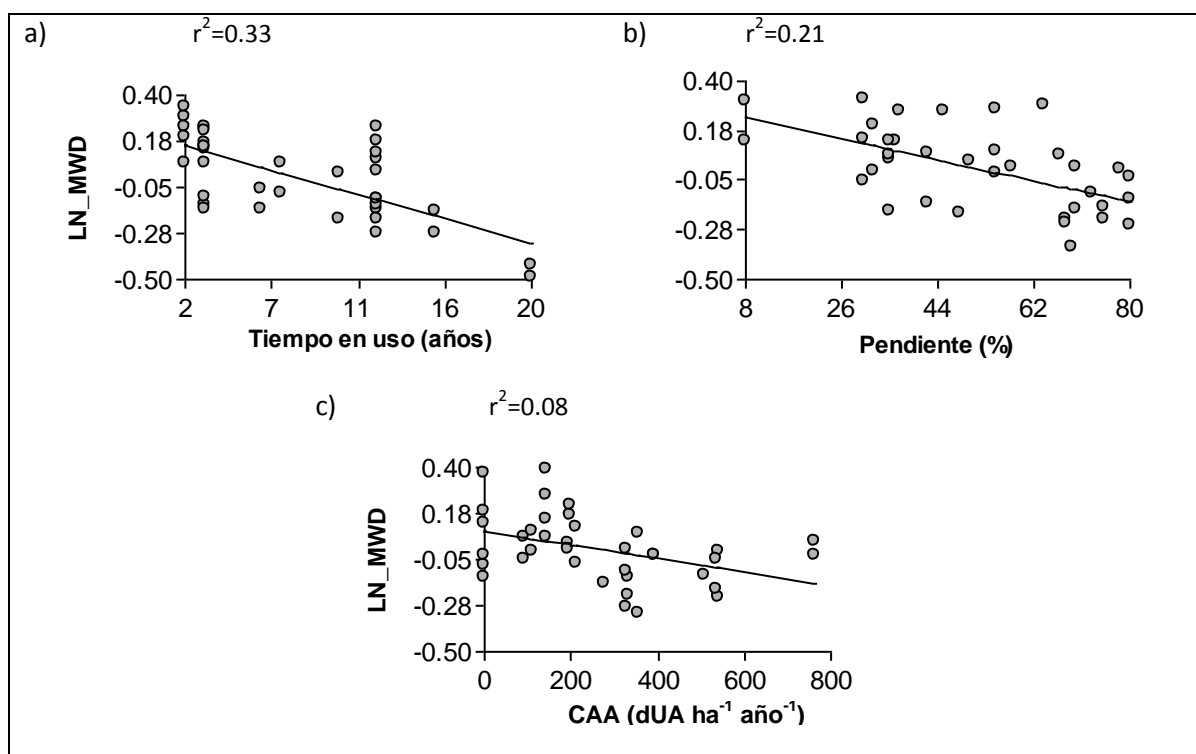 a)
r²=0.33
0.40
0.18
-0.05
-0.28
-0.50
LN_MWD
2 7 11 16 20
Tiempo en uso (años)
b)
r²=0.21
0.40
0.18
-0.05
-0.28
-0.50
8 26 44 62 80
Pendiente (%)
c)
r²=0.08
0.40
0.18
-0.05
-0.28
-0.50
LN_MWD
0 200 400 600 800
CAA (dUA ha⁻¹ año⁻¹)